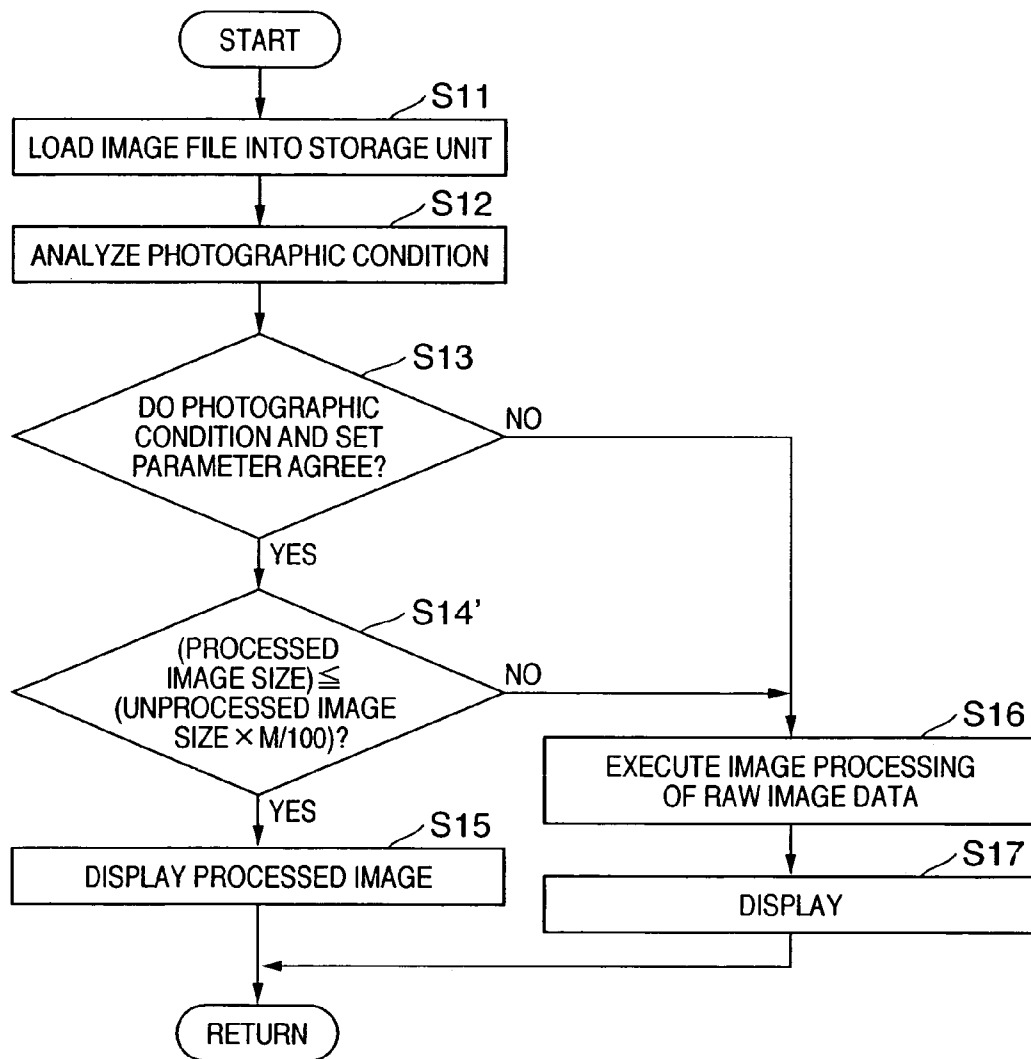 START
S11
LOAD IMAGE FILE INTO STORAGE UNIT
S12
ANALYZE PHOTOGRAPHIC CONDITION
S13
DO PHOTOGRAPHIC
CONDITION AND SET
PARAMETER AGREE?
NO
YES
S14'
(PROCESSED
IMAGE SIZE)≦
(UNPROCESSED IMAGE
SIZE × M/100)?
NO
YES
S15
DISPLAY PROCESSED IMAGE
S16
EXECUTE IMAGE PROCESSING
OF RAW IMAGE DATA
S17
DISPLAY
RETURN